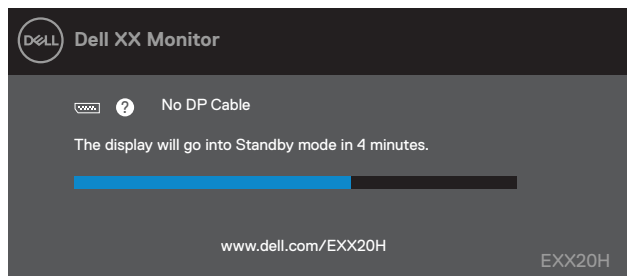 DELL
Dell XX Monitor
? No DP Cable
The display will go into Standby mode in 4 minutes.
www.dell.com/EXX20H
EXX20H